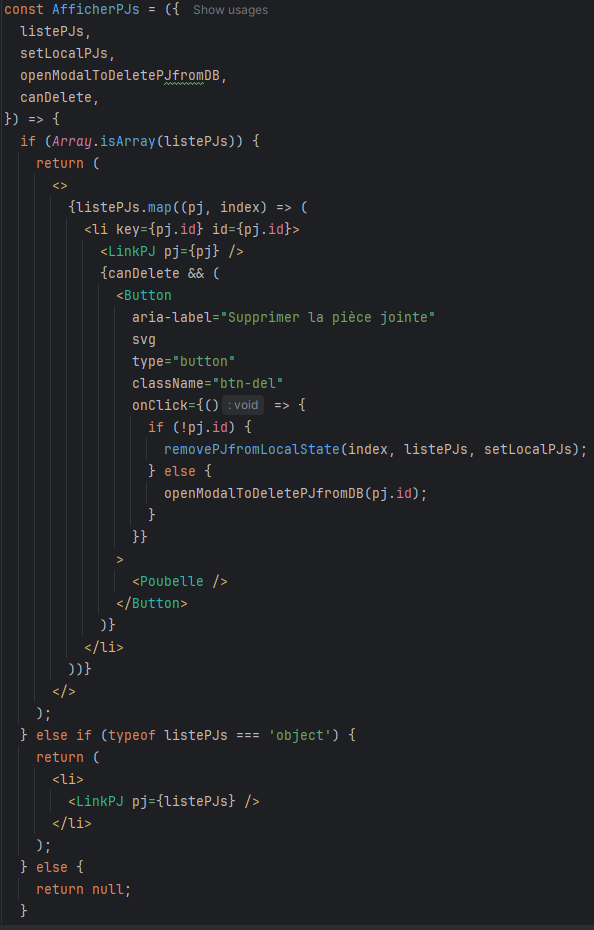 const AfficherPJs = ({ Show usages
  listePJs,
  setLocalPJs,
  openModalToDeletePJfromDB,
  canDelete,
}) => {
  if (Array.isArray(listePJs)) {
    return (
      <>
        {listePJs.map((pj, index) => (
          <li key={pj.id} id={pj.id}>
            <LinkPJ pj={pj} />
            {canDelete && (
              <Button
                aria-label="Supprimer la pièce jointe"
                svg
                type="button"
                className="btn-del"
                onClick={() : void => {
                  if (!pj.id) {
                    removePJfromLocalState(index, listePJs, setLocalPJs);
                  } else {
                    openModalToDeletePJfromDB(pj.id);
                  }
                }}
              >
                <Poubelle />
              </Button>
            )}
          </li>
        ))}
      </>
    );
  } else if (typeof listePJs === 'object') {
    return (
      <li>
        <LinkPJ pj={listePJs} />
      </li>
    );
  } else {
    return null;
  }